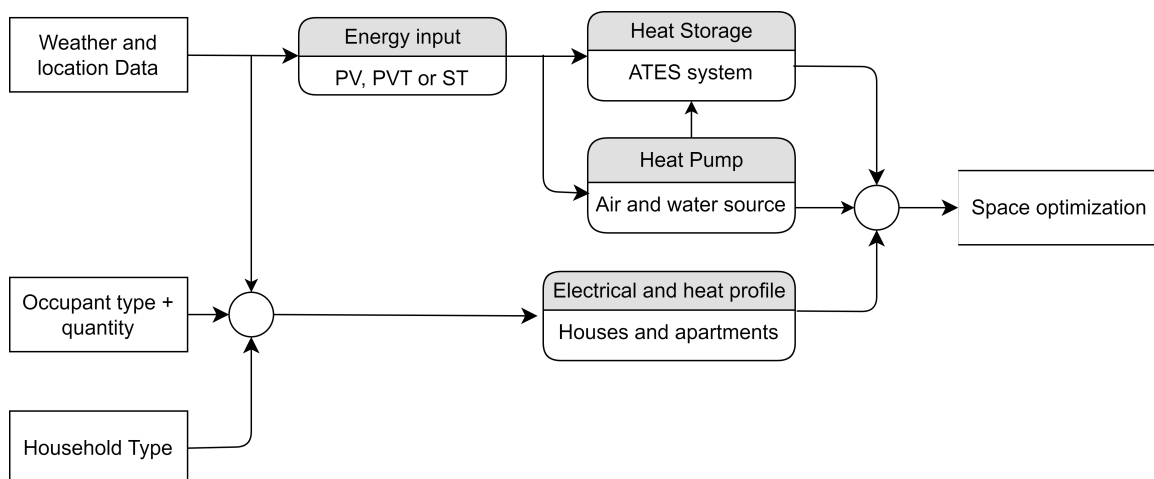 Weather and
location Data
Energy input
PV, PVT or ST
Heat Storage
ATES system
Heat Pump
Air and water source
Space optimization
Occupant type +
quantity
Electrical and heat profile
Houses and apartments
Household Type